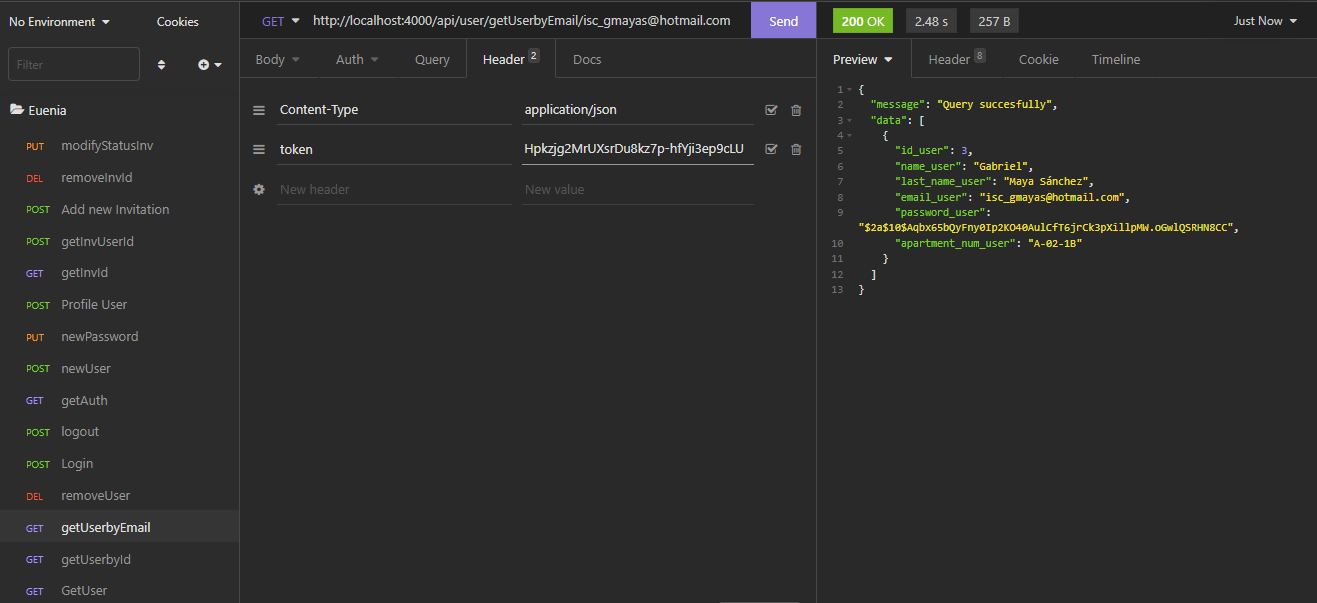 No Environment
Cookies
Filter
Euenia
PUT modifyStatusInv
DEL removeInvId
POST Add new Invitation
POST getInvUserId
GET getInvId
POST Profile User
PUT newPassword
POST newUser
GET getAuth
POST logout
POST Login
DEL removeUser
GET getUserbyEmail
GET getUserbyId
GET GetUser
GET http://localhost:4000/api/user/getUserbyEmail/isc_gmayas@hotmail.com Send
Body Auth Query Header 2 Docs
Content-Type application/json
token Hpkzjg2MrUXsrDu8kz7p-hfYji3ep9cLU
New header New value
200 OK 2.48 s 257 B Just Now
Preview Header 8 Cookie Timeline
1 {
2 "message": "Query succesfully",
3 "data": [
4 {
5 "id_user": 3,
6 "name_user": "Gabriel",
7 "last_name_user": "Maya Sánchez",
8 "email_user": "isc_gmayas@hotmail.com",
9 "password_user":
"$2a$10$Aqbx65bQyFny0Ip2KO40AulCfT6jrCk3pXillpMW.oGwlQSRHN8CC",
10 "apartment_num_user": "A-02-1B"
11 }
12 ]
13 }